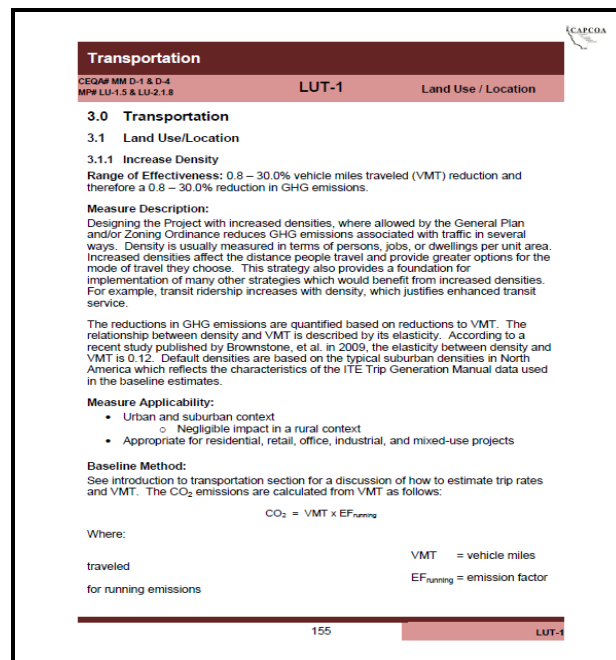 CAPCOA
Transportation
CEQA# MM D-1 & D-4
MP# LU-1.5 & LU-2.1.8
LUT-1
Land Use / Location
3.0 Transportation
3.1 Land Use/Location
3.1.1 Increase Density
Range of Effectiveness: 0.8 – 30.0% vehicle miles traveled (VMT) reduction and
therefore a 0.8 – 30.0% reduction in GHG emissions.
Measure Description:
Designing the Project with increased densities, where allowed by the General Plan
and/or Zoning Ordinance reduces GHG emissions associated with traffic in several
ways. Density is usually measured in terms of persons, jobs, or dwellings per unit area.
Increased densities affect the distance people travel and provide greater options for the
mode of travel they choose. This strategy also provides a foundation for
implementation of many other strategies which would benefit from increased densities.
For example, transit ridership increases with density, which justifies enhanced transit
service.
The reductions in GHG emissions are quantified based on reductions to VMT. The
relationship between density and VMT is described by its elasticity. According to a
recent study published by Brownstone, et al. in 2009, the elasticity between density and
VMT is 0.12. Default densities are based on the typical suburban densities in North
America which reflects the characteristics of the ITE Trip Generation Manual data used
in the baseline estimates.
Measure Applicability:
• Urban and suburban context
o Negligible impact in a rural context
• Appropriate for residential, retail, office, industrial, and mixed-use projects
Baseline Method:
See introduction to transportation section for a discussion of how to estimate trip rates
and VMT. The CO₂ emissions are calculated from VMT as follows:
CO₂ = VMT x EFrunning
Where:
VMT = vehicle miles
traveled
EFrunning = emission factor
for running emissions
155
LUT-1